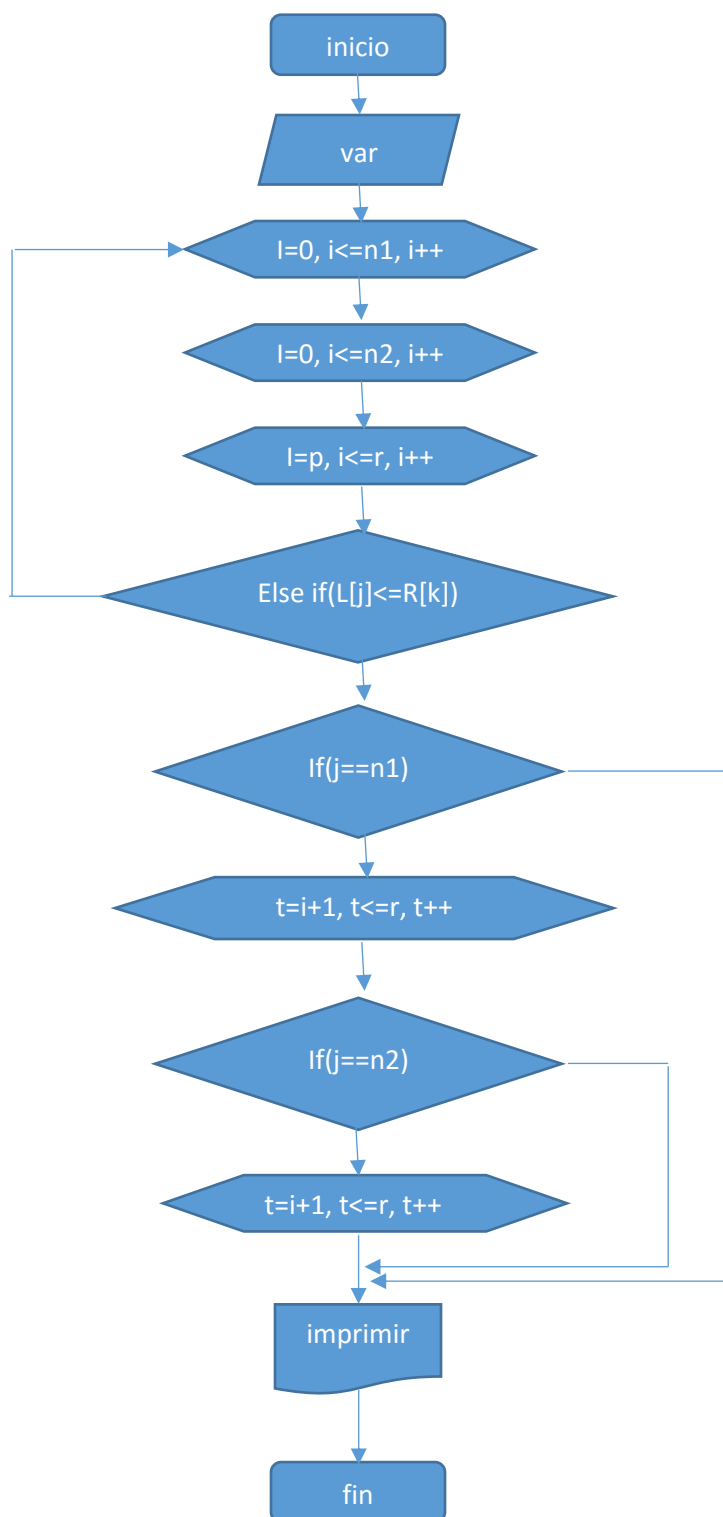 inicio
var
I=0, i<=n1, i++
I=0, i<=n2, i++
I=p, i<=r, i++
Else if(L[j]<=R[k])
If(j==n1)
t=i+1, t<=r, t++
If(j==n2)
t=i+1, t<=r, t++
imprimir
fin